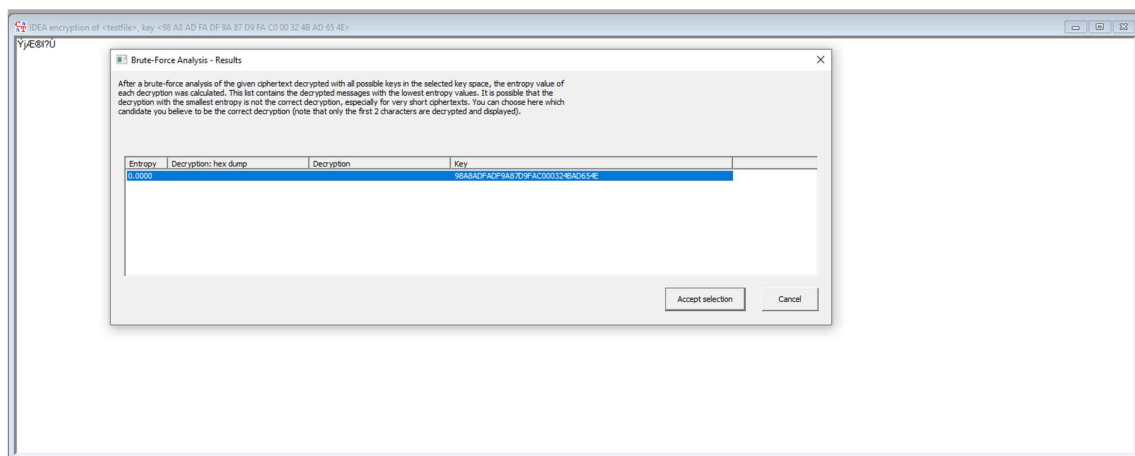 IDEA encryption of <testfile>, key <98 A8 AD FA DF 9A 87 D9 FA C0 00 32 4B AD 65 4E>
ŸjÆ®I?Û
Brute-Force Analysis - Results
After a brute-force analysis of the given ciphertext decrypted with all possible keys in the selected key space, the entropy value of
each decryption was calculated. This list contains the decrypted messages with the lowest entropy values. It is possible that the
decryption with the smallest entropy is not the correct decryption, especially for very short ciphertexts. You can choose here which
candidate you believe to be the correct decryption (note that only the first 2 characters are decrypted and displayed).
Entropy Decryption: hex dump Decryption Key
0.0000 98A8ADFADF9A87D9FAC000324BAD654E
Accept selection Cancel